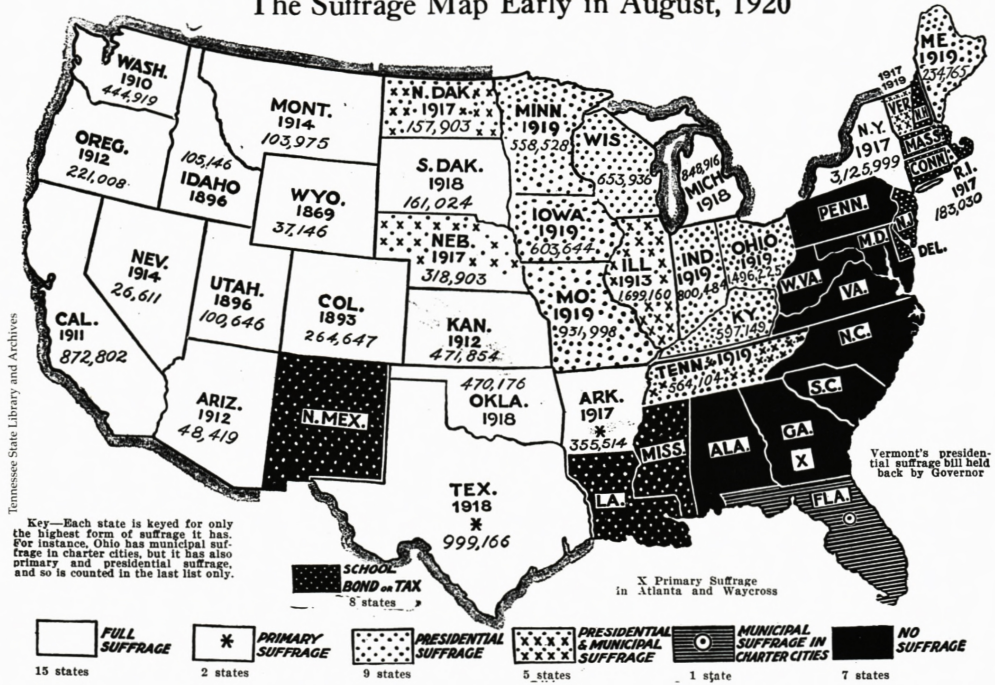 The Suffrage Map Early in August, 1920
WASH.
1910
444,919
OREG.
1912
221,008
CAL.
1911
872,802
NEV.
1914
26,611
105,146
IDAHO
1896
MONT.
1914
103,975
WYO.
1869
37,146
UTAH.
1896
100,646
COL.
1893
264,647
ARIZ.
1912
48,419
N.MEX.
N.DAK.
1917
157,903
S.DAK.
1918
161,024
NEB.
1917
318,903
KAN.
1912
471,854
470,176
OKLA.
1918
TEX.
1918
*
999,166
MINN.
1919
558,528
IOWA
1919
603,644
MO.
1919
931,998
ARK.
1917
*
355,514
LA.
WIS
653,936
ILL
1913
1699,160
848,916
MICH
1918
IND.
1919
800,484
OHIO
1919
1496,225
KY.
597,149
TENN. 1919
564,104
MISS.
ALA.
GA.
X
FLA.
S.C.
N.C.
VA.
W.VA.
M.D.
DEL.
N.J.
PENN.
N.Y.
1917
3,125,999
1917
1919
VER.
N.H.
ME.
1919
234,765
MASS.
CONN.
R.I.
1917
183,030
Vermont's presiden-
tial suffrage bill held
back by Governor
Tennessee State Library and Archives
Key—Each state is keyed for only
the highest form of suffrage it has.
For instance, Ohio has municipal suf-
frage in charter cities, but it has also
primary and presidential suffrage,
and so is counted in the last list only.
SCHOOL
BOND OR TAX
8 states
X Primary Suffrage
in Atlanta and Waycross
FULL
SUFFRAGE
15 states
*
PRIMARY
SUFFRAGE
2 states
PRESIDENTIAL
SUFFRAGE
9 states
PRESIDENTIAL
& MUNICIPAL
SUFFRAGE
5 states
MUNICIPAL
SUFFRAGE IN
CHARTER CITIES
1 state
NO
SUFFRAGE
7 states